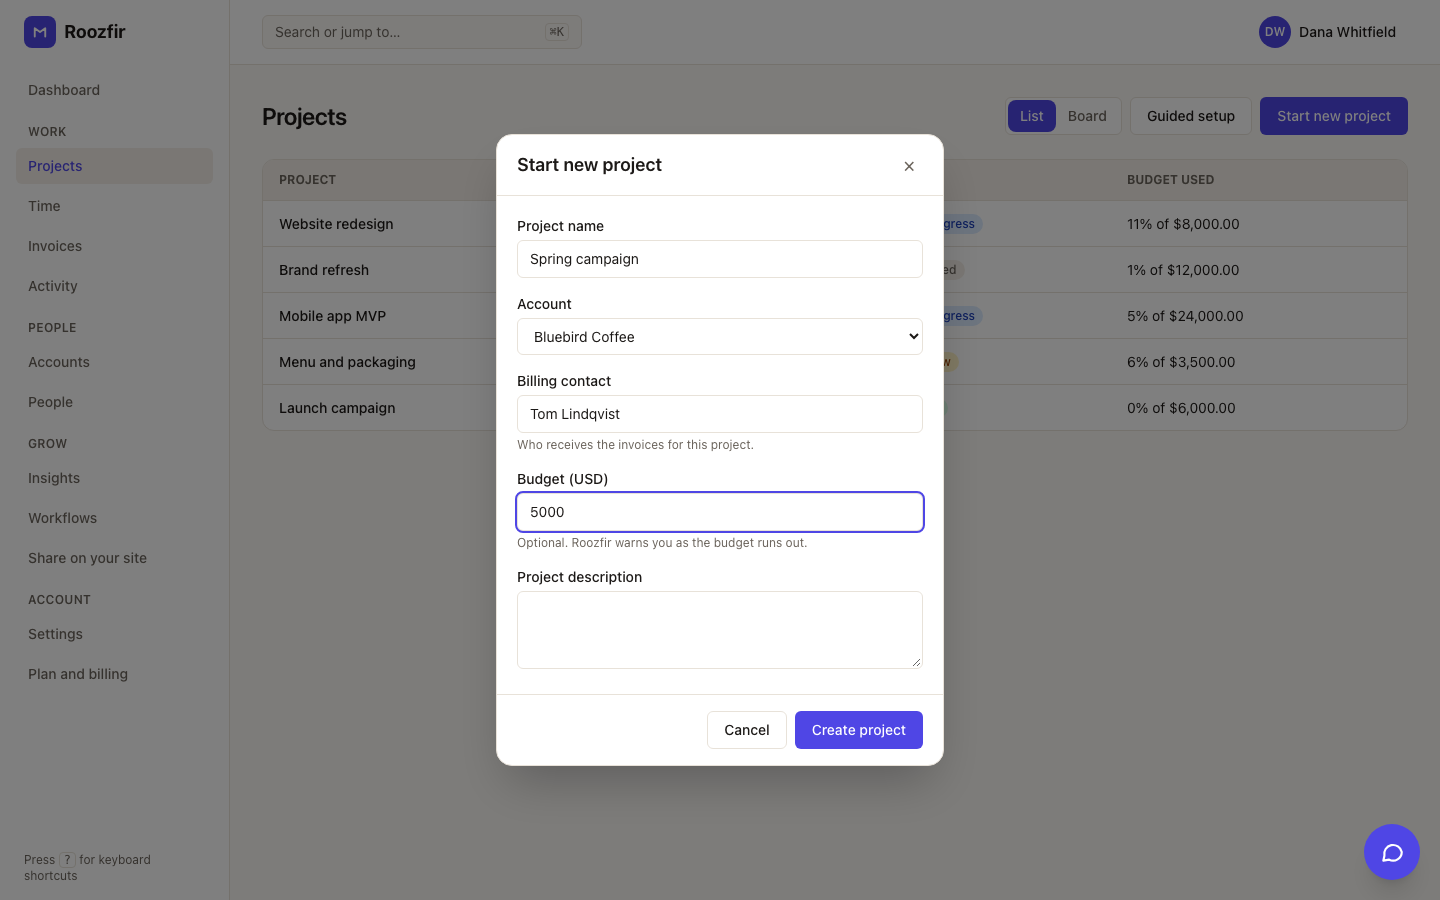 Roozfir
Search or jump to...
⌘K
DW
Dana Whitfield
Dashboard
WORK
Projects
Time
Invoices
Activity
PEOPLE
Accounts
People
GROW
Insights
Workflows
Share on your site
ACCOUNT
Settings
Plan and billing
Press ? for keyboard
shortcuts
Projects
List
Board
Guided setup
Start new project
PROJECT
BUDGET USED
Website redesign
gress
11% of $8,000.00
Brand refresh
ed
1% of $12,000.00
Mobile app MVP
gress
5% of $24,000.00
Menu and packaging
w
6% of $3,500.00
Launch campaign
0% of $6,000.00
Start new project
×
Project name
Spring campaign
Account
Bluebird Coffee
Billing contact
Tom Lindqvist
Who receives the invoices for this project.
Budget (USD)
5000
Optional. Roozfir warns you as the budget runs out.
Project description
Cancel
Create project